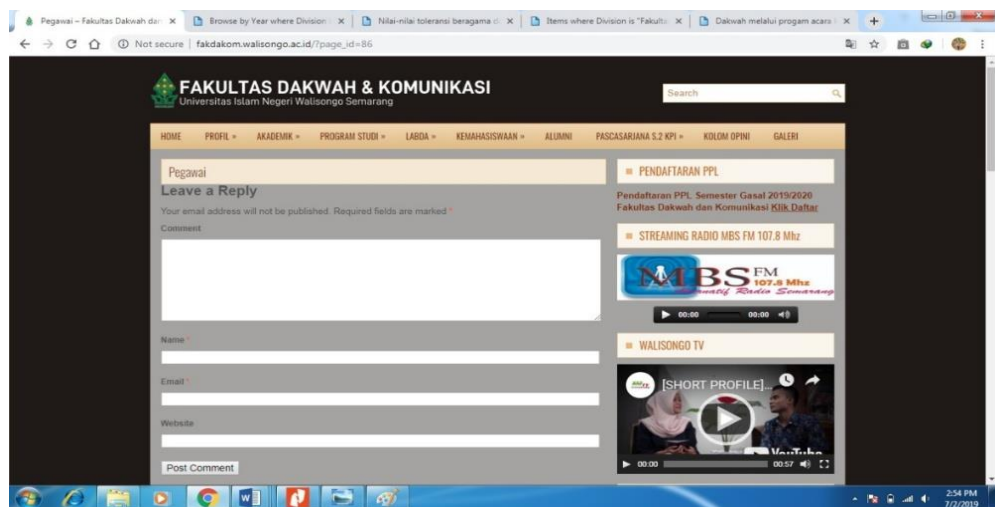 Pegawai – Fakultas Dakwah dan
Browse by Year where Division
Nilai-nilai toleransi beragama d
Items where Division is "Fakulta
Dakwah melalui progam acara
Not secure | fakdakom.walisongo.ac.id/?page_id=86
FAKULTAS DAKWAH & KOMUNIKASI
Universitas Islam Negeri Walisongo Semarang
Search
HOME PROFIL » AKADEMIK » PROGRAM STUDI » LABDA » KEMAHASISWAAN » ALUMNI PASCASARJANA S.2 KPI » KOLOM OPINI GALERI
Pegawai
Leave a Reply
Your email address will not be published. Required fields are marked *
Comment
Name *
Email *
Website
Post Comment
PENDAFTARAN PPL
Pendaftaran PPL Semester Gasal 2019/2020
Fakultas Dakwah dan Komunikasi Klik Daftar
STREAMING RADIO MBS FM 107.8 Mhz
MBS FM
107.8 Mhz
Radio Semarang
00:00 00:00
WALISONGO TV
[SHORT PROFILE]...
YouTube
00:00 00:57
2:54 PM
7/2/2019